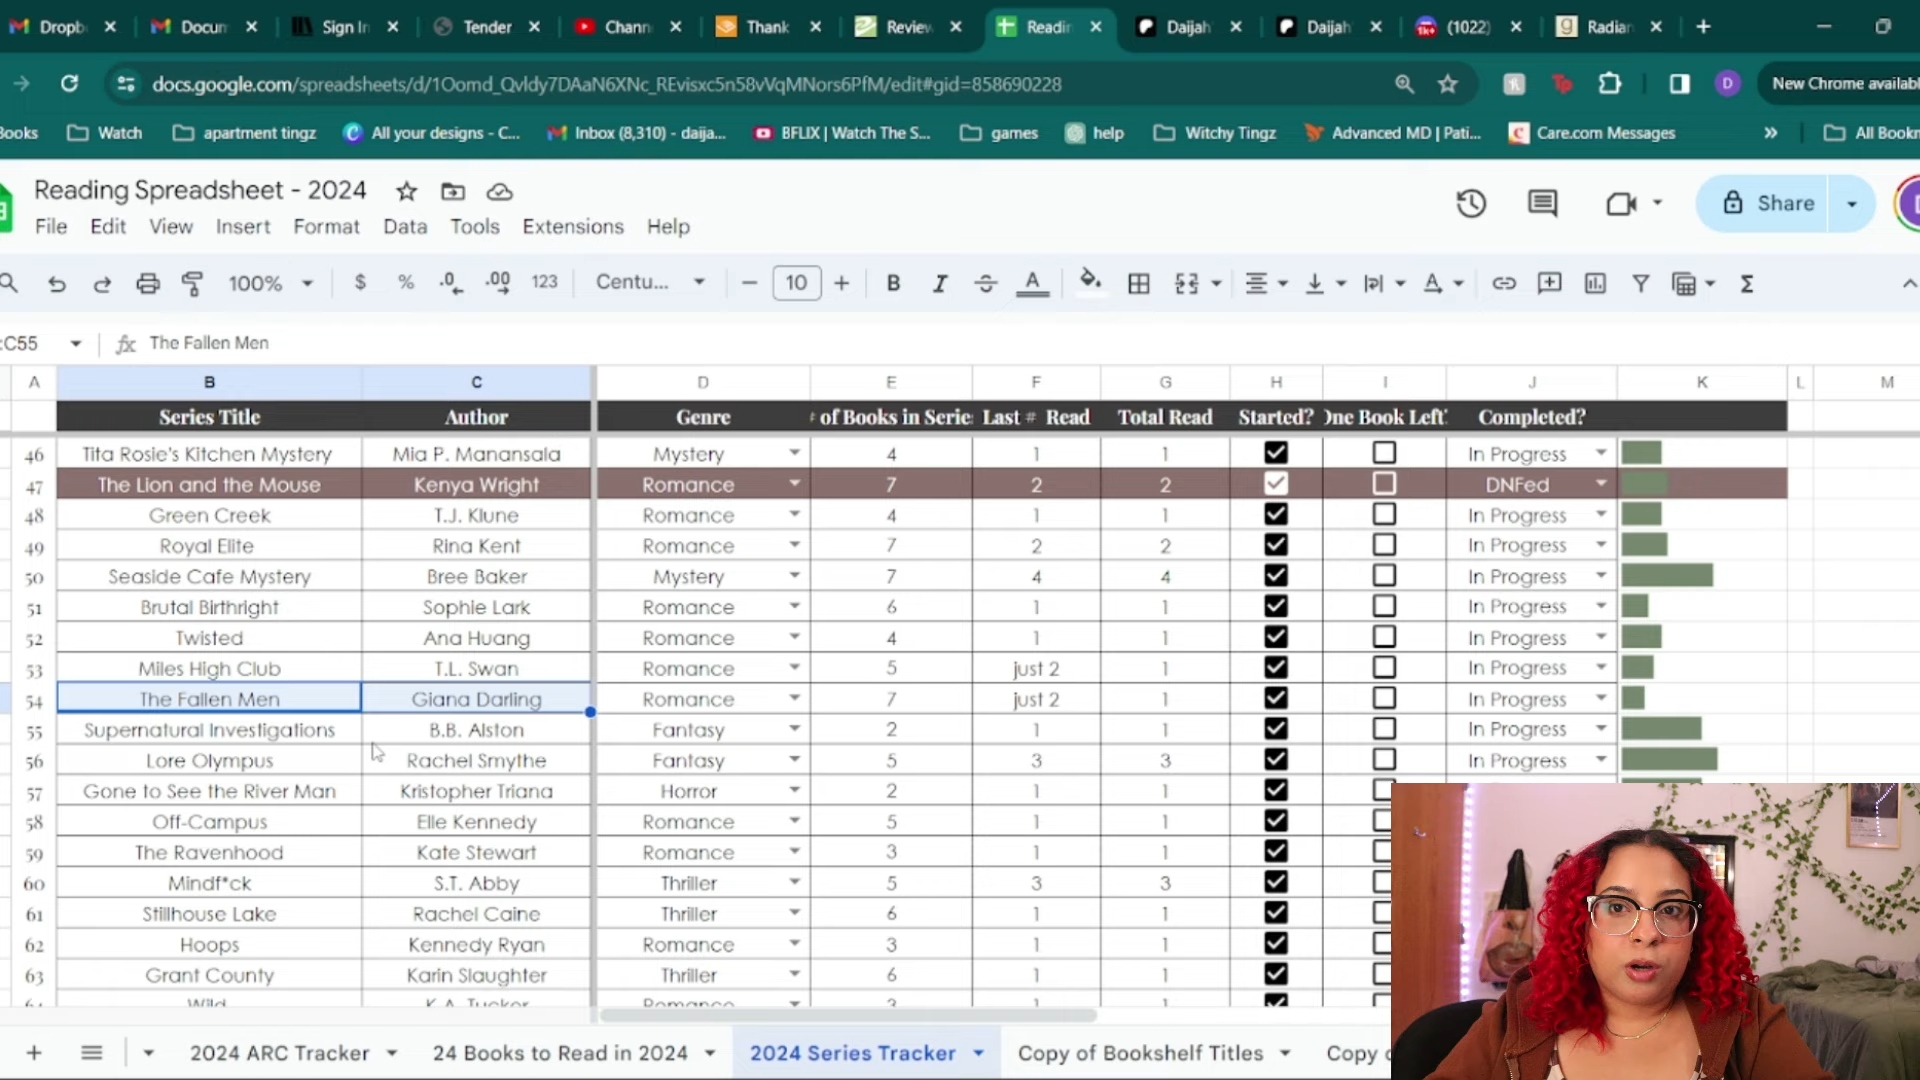 Dropb Docum Sign In Tender Chann Thank Review Readin Daijah Daijah (1022) Radian
docs.google.com/spreadsheets/d/1Oomd_Qvldy7DAaN6XNc_REvisxc5n58vVqMNors6PfM/edit#gid=858690228 D New Chrome availabl
Books Watch apartment tingz All your designs - C... Inbox (8,310) - daija... BFLIX | Watch The S... games help Witchy Tingz Advanced MD | Pati... Care.com Messages » All Bookm
Reading Spreadsheet - 2024
Share
File Edit View Insert Format Data Tools Extensions Help
100% $ % .0 .00 123 Centu... 10 B I A
:C55 fx The Fallen Men
A B C D E F G H I J K L M
Series Title Author Genre of Books in Serie Last # Read Total Read Started? One Book Left? Completed?
46 Tita Rosie's Kitchen Mystery Mia P. Manansala Mystery 4 1 1 In Progress
47 The Lion and the Mouse Kenya Wright Romance 7 2 2 DNFed
48 Green Creek T.J. Klune Romance 4 1 1 In Progress
49 Royal Elite Rina Kent Romance 7 2 2 In Progress
50 Seaside Cafe Mystery Bree Baker Mystery 7 4 4 In Progress
51 Brutal Birthright Sophie Lark Romance 6 1 1 In Progress
52 Twisted Ana Huang Romance 4 1 1 In Progress
53 Miles High Club T.L. Swan Romance 5 just 2 1 In Progress
54 The Fallen Men Giana Darling Romance 7 just 2 1 In Progress
55 Supernatural Investigations B.B. Alston Fantasy 2 1 1 In Progress
56 Lore Olympus Rachel Smythe Fantasy 5 3 3 In Progress
57 Gone to See the River Man Kristopher Triana Horror 2 1 1
58 Off-Campus Elle Kennedy Romance 5 1 1
59 The Ravenhood Kate Stewart Romance 3 1 1
60 Mindf*ck S.T. Abby Thriller 5 3 3
61 Stillhouse Lake Rachel Caine Thriller 6 1 1
62 Hoops Kennedy Ryan Romance 3 1 1
63 Grant County Karin Slaughter Thriller 6 1 1
64 Wild K.A. Tucker Romance 3 1 1
2024 ARC Tracker 24 Books to Read in 2024 2024 Series Tracker Copy of Bookshelf Titles Copy